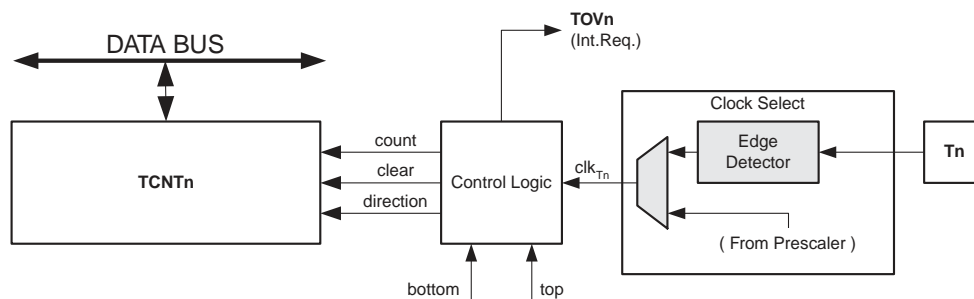 TOVn
(Int.Req.)
DATA BUS
Clock Select
count
Edge
Detector
Tn
TCNTn
clear
Control Logic
clkTn
direction
( From Prescaler )
bottom
top